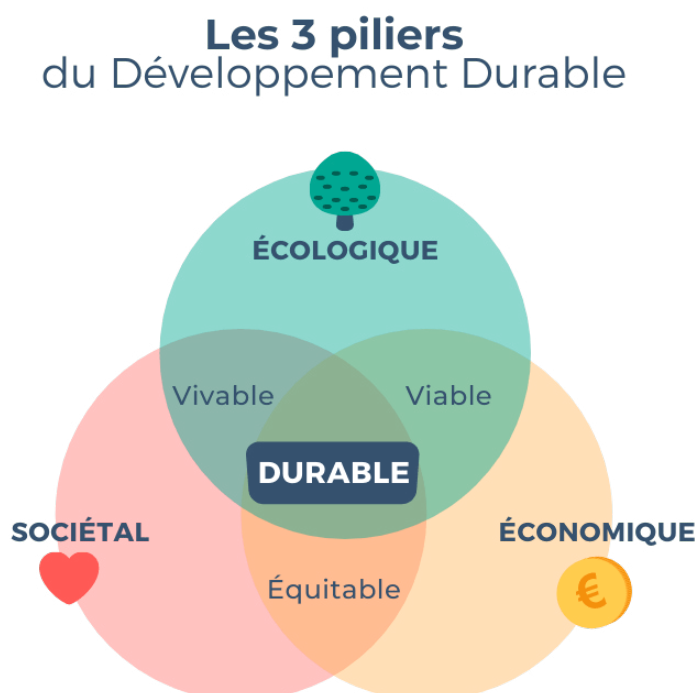 Les 3 piliers
du Développement Durable
ÉCOLOGIQUE
Vivable
Viable
DURABLE
SOCIÉTAL
ÉCONOMIQUE
€
Équitable